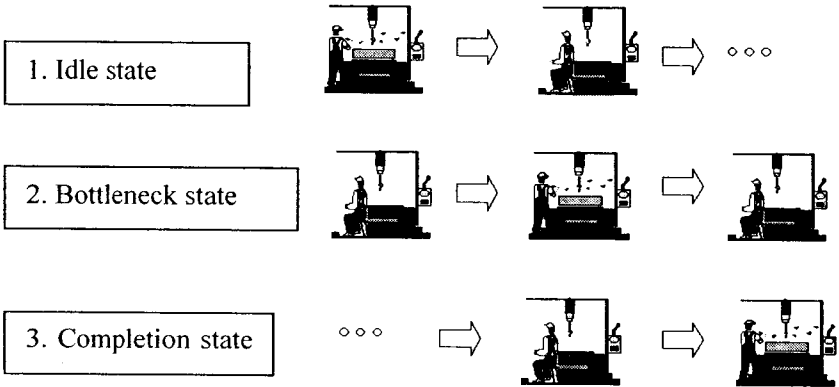 1. Idle state
2. Bottleneck state
3. Completion state